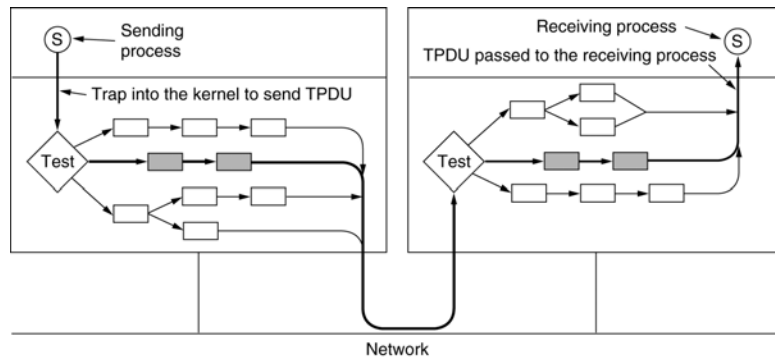 S
Sending
process
Trap into the kernel to send TPDU
Test
Receiving process
S
TPDU passed to the receiving process
Test
Network